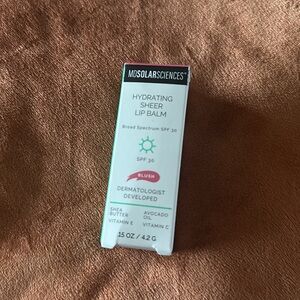 MDSOLARSCIENCES™
HYDRATING
SHEER
LIP BALM
Broad Spectrum SPF 30
SPF 30
BLUSH
DERMATOLOGIST
DEVELOPED
SHEA BUTTER
AVOCADO OIL
VITAMIN E
VITAMIN C
.15 OZ / 4.2 G